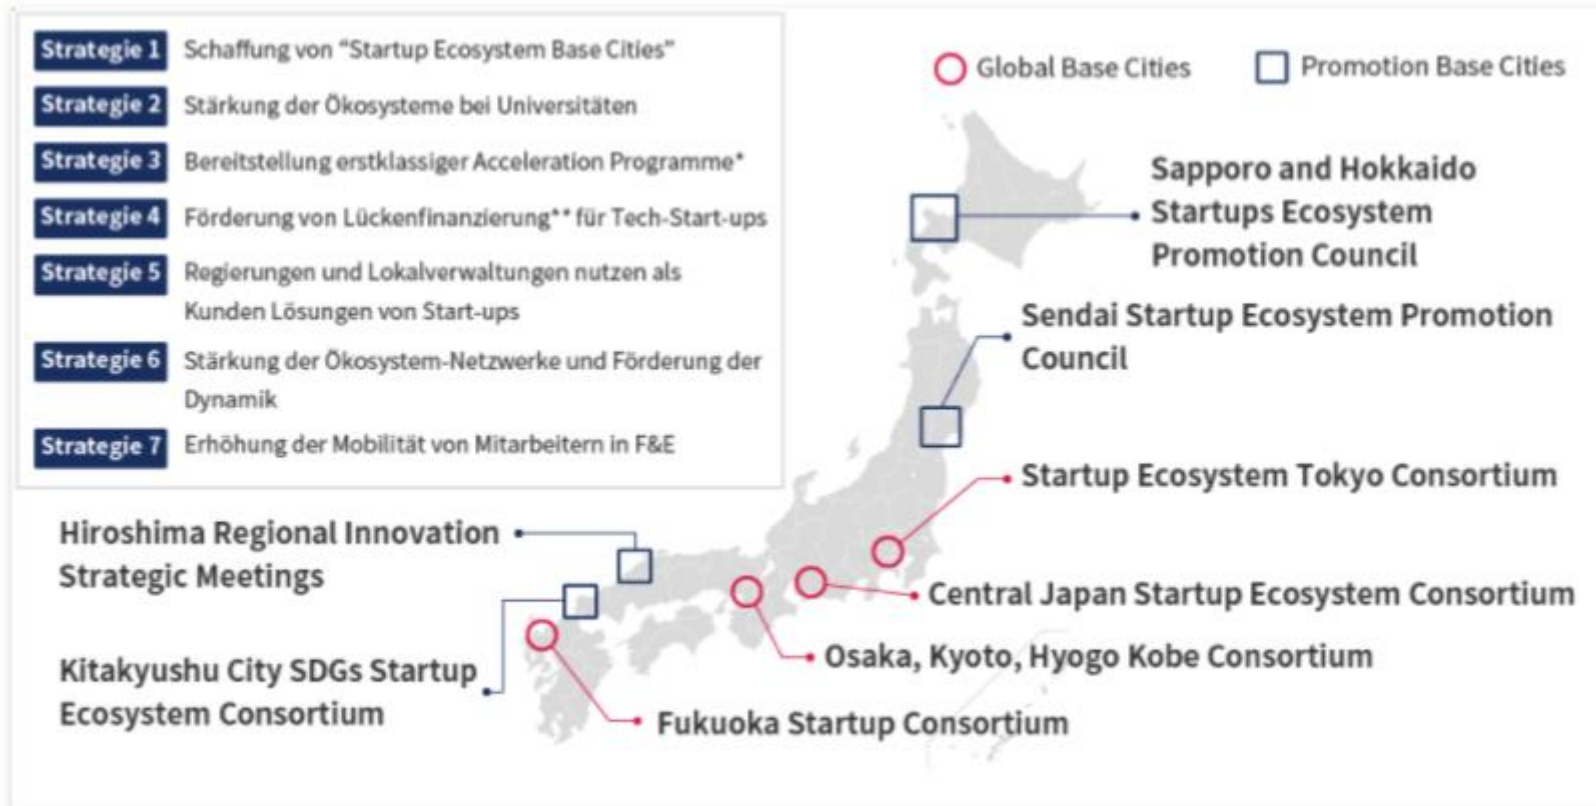 Strategie 1 Schaffung von “Startup Ecosystem Base Cities”
Strategie 2 Stärkung der Ökosysteme bei Universitäten
Strategie 3 Bereitstellung erstklassiger Acceleration Programme*
Strategie 4 Förderung von Lückenfinanzierung** für Tech-Start-ups
Strategie 5 Regierungen und Lokalverwaltungen nutzen als
Kunden Lösungen von Start-ups
Strategie 6 Stärkung der Ökosystem-Netzwerke und Förderung der
Dynamik
Strategie 7 Erhöhung der Mobilität von Mitarbeitern in F&E
Global Base Cities
Promotion Base Cities
Sapporo and Hokkaido
Startups Ecosystem
Promotion Council
Sendai Startup Ecosystem Promotion
Council
Startup Ecosystem Tokyo Consortium
Central Japan Startup Ecosystem Consortium
Osaka, Kyoto, Hyogo Kobe Consortium
Fukuoka Startup Consortium
Hiroshima Regional Innovation
Strategic Meetings
Kitakyushu City SDGs Startup
Ecosystem Consortium